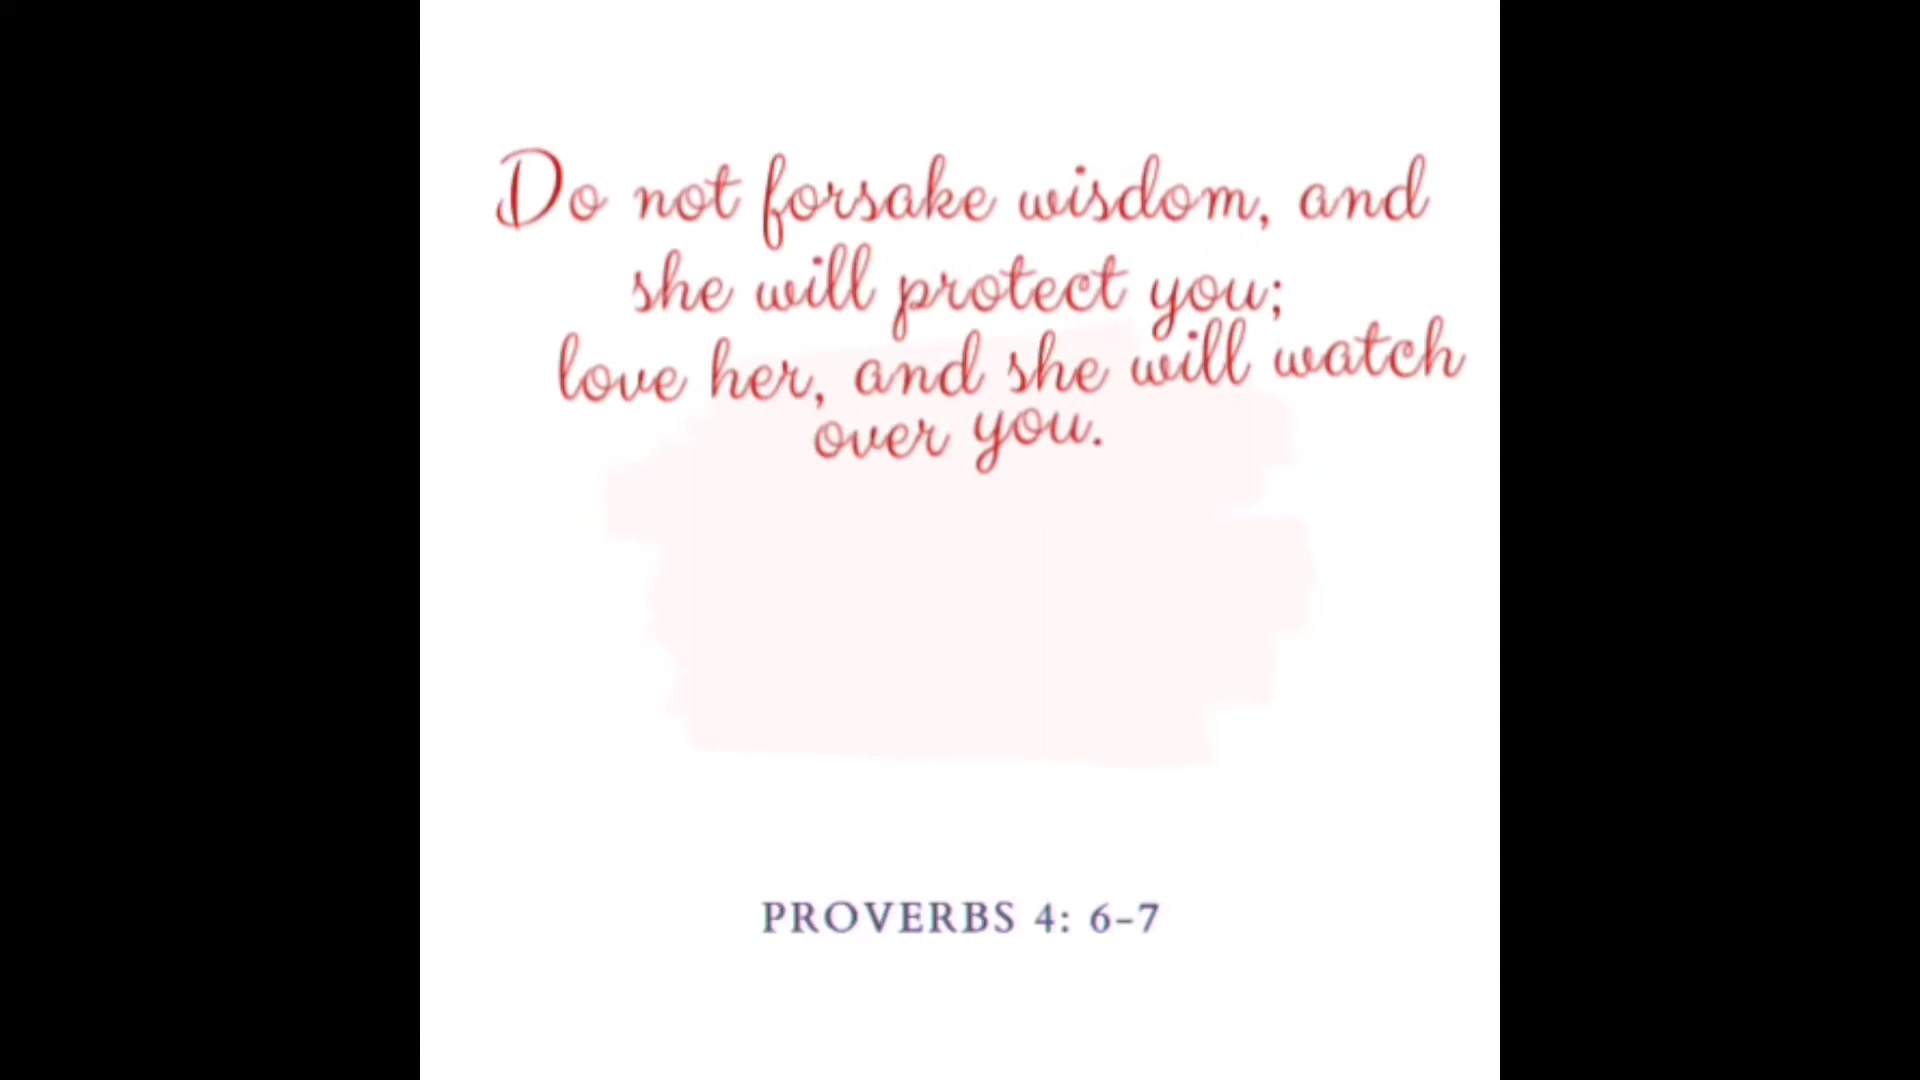 Do not forsake wisdom, and
she will protect you;
love her, and she will watch
over you.
PROVERBS 4: 6-7